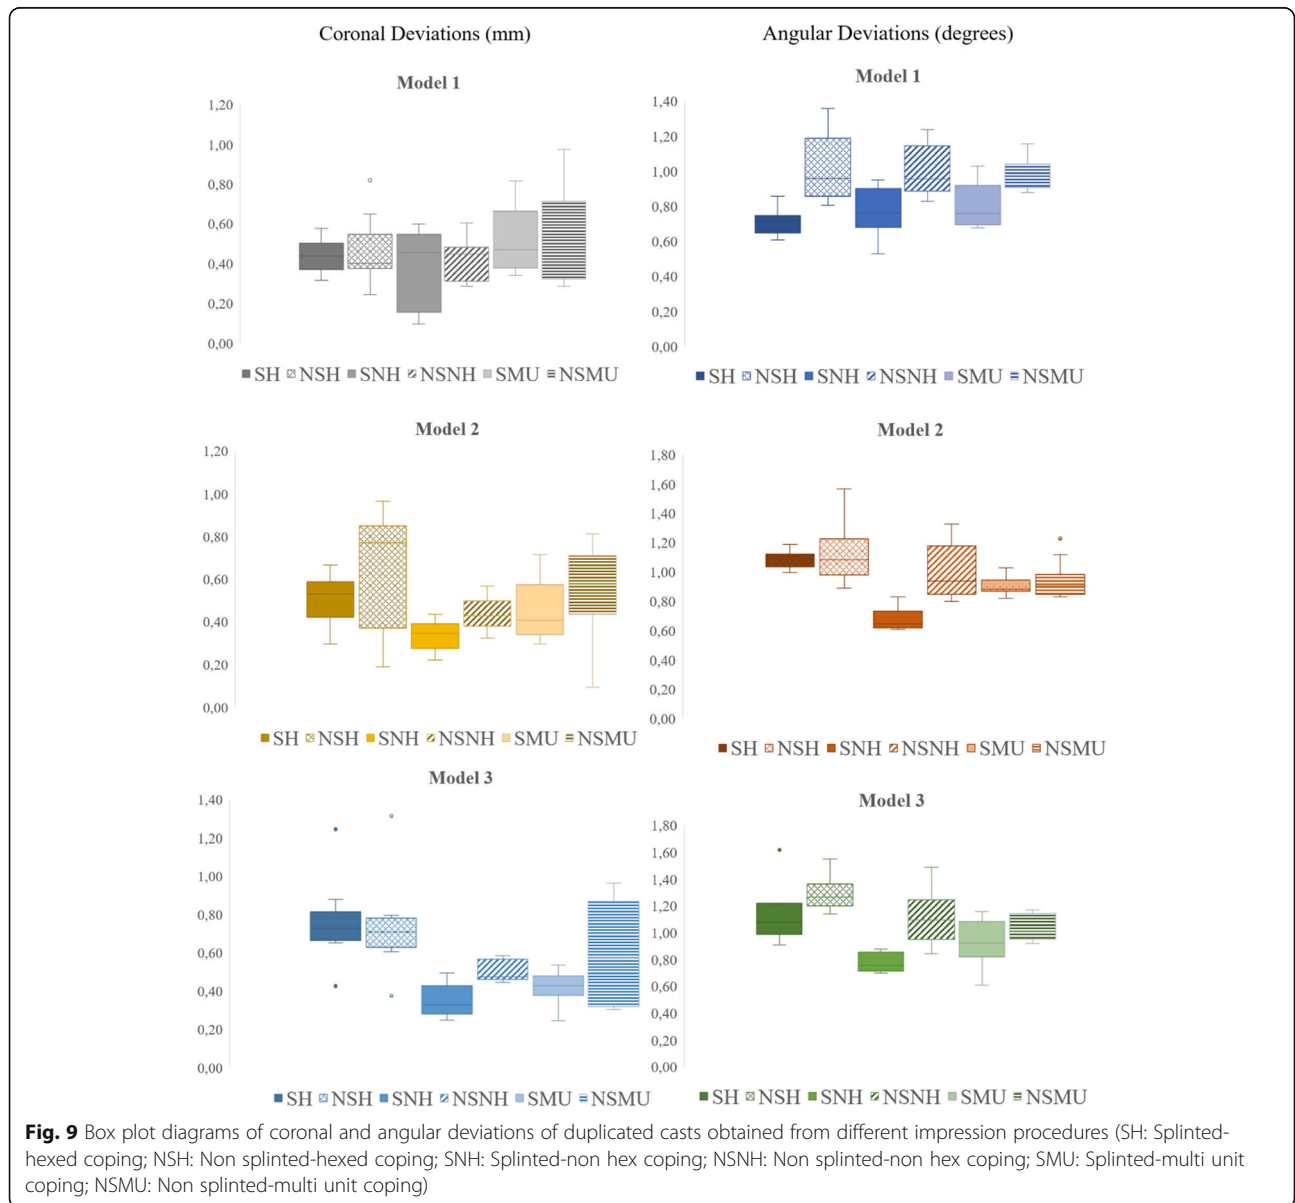 Coronal Deviations (mm)
Angular Deviations (degrees)
Model 1
1,20
1,00
0,80
0,60
0,40
0,20
0,00
SH NSH SNH NSNH SMU NSMU
Model 1
1,40
1,20
1,00
0,80
0,60
0,40
0,20
0,00
SH NSH SNH NSNH SMU NSMU
Model 2
1,20
1,00
0,80
0,60
0,40
0,20
0,00
SH NSH SNH NSNH SMU NSMU
Model 2
1,80
1,60
1,40
1,20
1,00
0,80
0,60
0,40
0,20
0,00
SH NSH SNH NSNH SMU NSMU
Model 3
1,40
1,20
1,00
0,80
0,60
0,40
0,20
0,00
SH NSH SNH NSNH SMU NSMU
Model 3
1,80
1,60
1,40
1,20
1,00
0,80
0,60
0,40
0,20
0,00
SH NSH SNH NSNH SMU NSMU
Fig. 9 Box plot diagrams of coronal and angular deviations of duplicated casts obtained from different impression procedures (SH: Splinted-
hexed coping; NSH: Non splinted-hexed coping; SNH: Splinted-non hex coping; NSNH: Non splinted-non hex coping; SMU: Splinted-multi unit
coping; NSMU: Non splinted-multi unit coping)